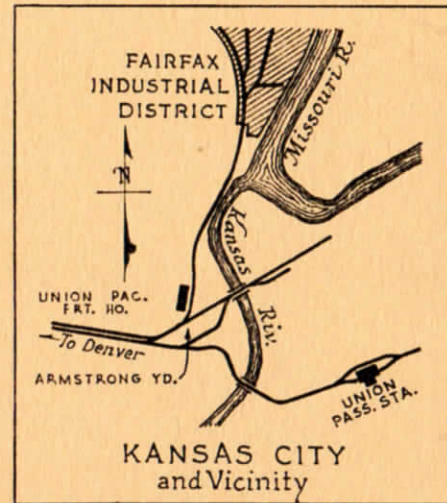 FAIRFAX
INDUSTRIAL
DISTRICT
Missouri R.
N
Kansas
Riv.
UNION PAC.
FRT. HO.
To Denver
ARMSTRONG YD.
UNION
PASS. STA.
KANSAS CITY
and Vicinity